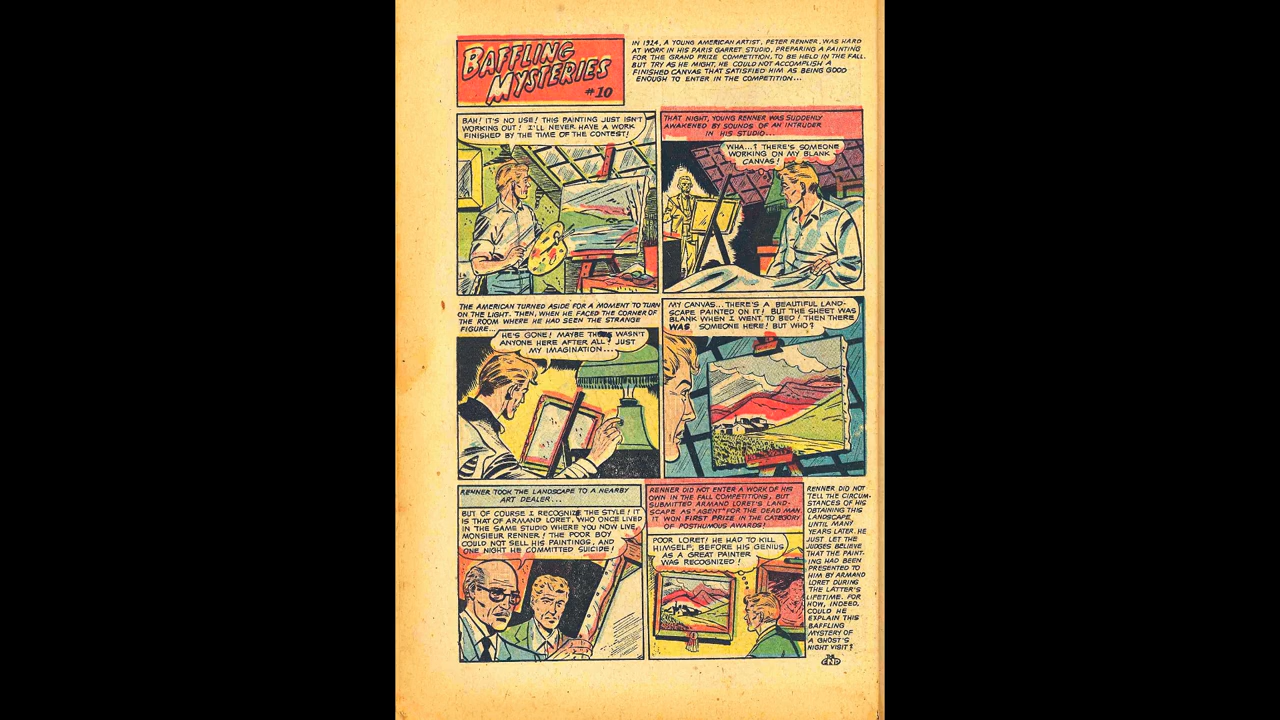 BAFFLING
MYSTERIES
#10
IN 1924, A YOUNG AMERICAN ARTIST, PETER RENNER, WAS HARD
AT WORK IN HIS PARIS GARRET STUDIO, PREPARING A PAINTING
FOR THE GRAND PRIZE COMPETITION, TO BE HELD IN THE FALL.
BUT TRY AS HE MIGHT, HE COULD NOT ACCOMPLISH A
FINISHED CANVAS THAT SATISFIED HIM AS BEING GOOD
ENOUGH TO ENTER IN THE COMPETITION...
BAH! IT'S NO USE! THIS PAINTING JUST ISN'T
WORKING OUT! I'LL NEVER HAVE A WORK
FINISHED BY THE TIME OF THE CONTEST!
THAT NIGHT, YOUNG RENNER WAS SUDDENLY
AWAKENED BY SOUNDS OF AN INTRUDER
IN HIS STUDIO...
WHA...? THERE'S SOMEONE
WORKING ON MY BLANK
CANVAS!
THE AMERICAN TURNED ASIDE FOR A MOMENT TO TURN
ON THE LIGHT. THEN, WHEN HE FACED THE CORNER OF
THE ROOM WHERE HE HAD SEEN THE STRANGE
FIGURE...
HE'S GONE! MAYBE THERE WASN'T
ANYONE HERE AFTER ALL! JUST
MY IMAGINATION...
MY CANVAS...THERE'S A BEAUTIFUL LAND-
SCAPE PAINTED ON IT! BUT THE SHEET WAS
BLANK WHEN I WENT TO BED! THEN THERE
WAS SOMEONE HERE! BUT WHO?
RENNER TOOK THE LANDSCAPE TO A NEARBY
ART DEALER...
BUT OF COURSE I RECOGNIZE THE STYLE! IT
IS THAT OF ARMAND LORET, WHO ONCE LIVED
IN THE SAME STUDIO WHERE YOU NOW LIVE,
MONSIEUR RENNER! THE POOR BOY
COULD NOT SELL HIS PAINTINGS, AND
ONE NIGHT HE COMMITTED SUICIDE!
RENNER DID NOT ENTER A WORK OF HIS
OWN IN THE FALL COMPETITIONS, BUT
SUBMITTED ARMAND LORET'S LAND-
SCAPE AS "AGENT" FOR THE DEAD MAN.
IT WON FIRST PRIZE IN THE CATEGORY
OF POSTHUMOUS AWARDS!
POOR LORET! HE HAD TO KILL
HIMSELF, BEFORE HIS GENIUS
AS A GREAT PAINTER
WAS RECOGNIZED!
RENNER DID NOT
TELL THE CIRCUM-
STANCES OF HIS
OBTAINING THIS
LANDSCAPE,
UNTIL MANY
YEARS LATER. HE
JUST LET THE
JUDGES BELIEVE
THAT THE PAINT-
ING HAD BEEN
PRESENTED TO
HIM BY ARMAND
LORET DURING
THE LATTER'S
LIFETIME. FOR
HOW, INDEED,
COULD HE
EXPLAIN THIS
BAFFLING
MYSTERY OF
A GHOST'S
NIGHT VISIT?
THE
END